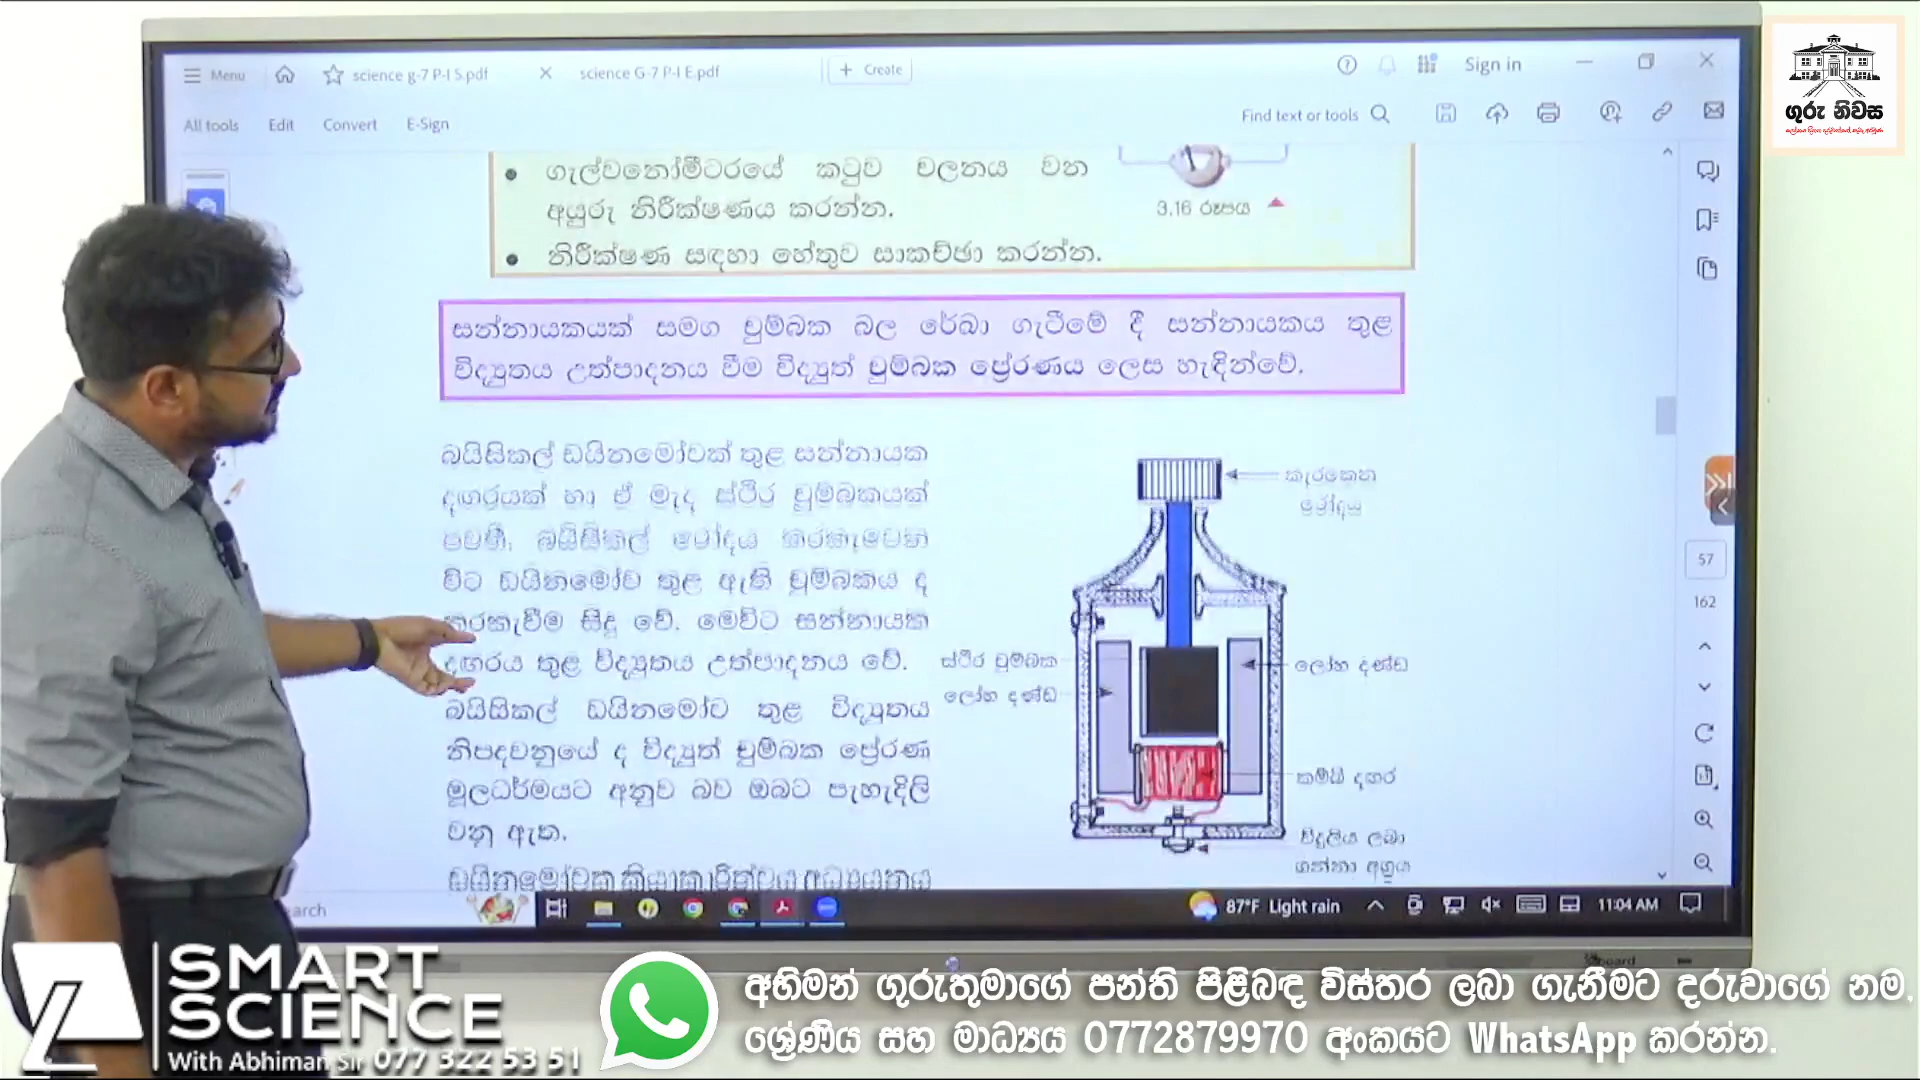 Menu
science g-7 P-I S.pdf
science G-7 P-I E.pdf
Create
Sign in
All tools
Edit
Convert
E-Sign
Find text or tools
ගුරු නිවස
ගැල්වනෝමීටරයේ කටුව චලනය වන
අයුරු නිරීක්ෂණය කරන්න.
3.16 රූපය
නිරීක්ෂණ සඳහා හේතුව සාකච්ඡා කරන්න.
සන්නායකයක් සමග චුම්බක බල රේඛා ගැටීමේ දී සන්නායකය තුළ
විද්‍යුතය උත්පාදනය වීම විද්‍යුත් චුම්බක ප්‍රේරණය ලෙස හැඳින්වේ.
බයිසිකල් ඩයිනමෝවක් තුළ සන්නායක
දඟරයක් හා ඒ මැද ස්ථිර චුම්බකයක්
පවතී. බයිසිකල් රෝදය කරකැවෙන
විට ඩයිනමෝව තුළ ඇති චුම්බකය ද
කරකැවීම සිදු වේ. මෙවිට සන්නායක
දඟරය තුළ විද්‍යුතය උත්පාදනය වේ.
බයිසිකල් ඩයිනමෝව තුළ විද්‍යුතය
නිපදවනුයේ ද විද්‍යුත් චුම්බක ප්‍රේරණ
මූලධර්මයට අනුව බව ඔබට පැහැදිලි
වනු ඇත.
ඩයිනමෝවක ක්‍රියාකාරිත්වය අධ්‍යයනය
කැරකෙන
රෝදය
ස්ථිර චුම්බක
ලෝහ දණ්ඩ
ලෝහ දණ්ඩ
කම්බි දඟර
විදුලිය ලබා
ගන්නා අග්‍රය
57
162
87°F Light rain
11:04 AM
SMART
SCIENCE
With Abhiman Sir 077 322 53 51
අභිමන් ගුරුතුමාගේ පන්ති පිළිබඳ විස්තර ලබා ගැනීමට දරුවාගේ නම,
ශ්‍රේණිය සහ මාධ්‍යය 0772879970 අංකයට WhatsApp කරන්න.